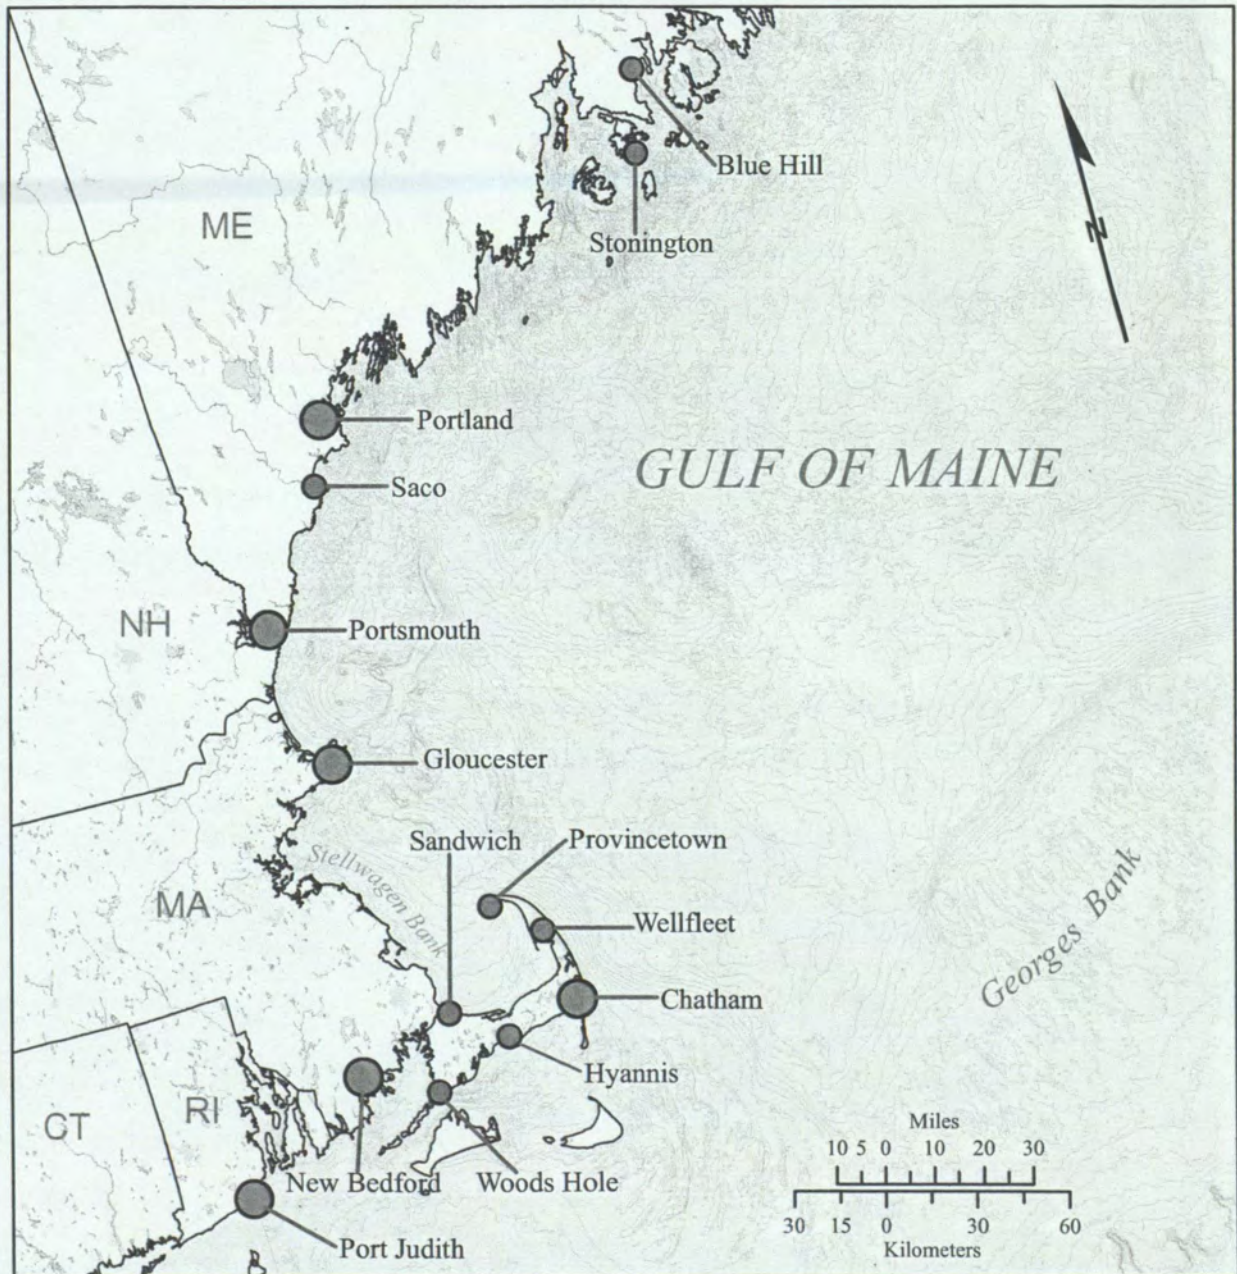 Blue Hill
ME
Stonington
Portland
GULF OF MAINE
Saco
NH
Portsmouth
Gloucester
Sandwich
Provincetown
Stellwagen Bank
MA
Wellfleet
Georges Bank
Chatham
Hyannis
CT
RI
New Bedford
Woods Hole
Port Judith
N
Miles
10 5 0 10 20 30
30 15 0 30 60
Kilometers